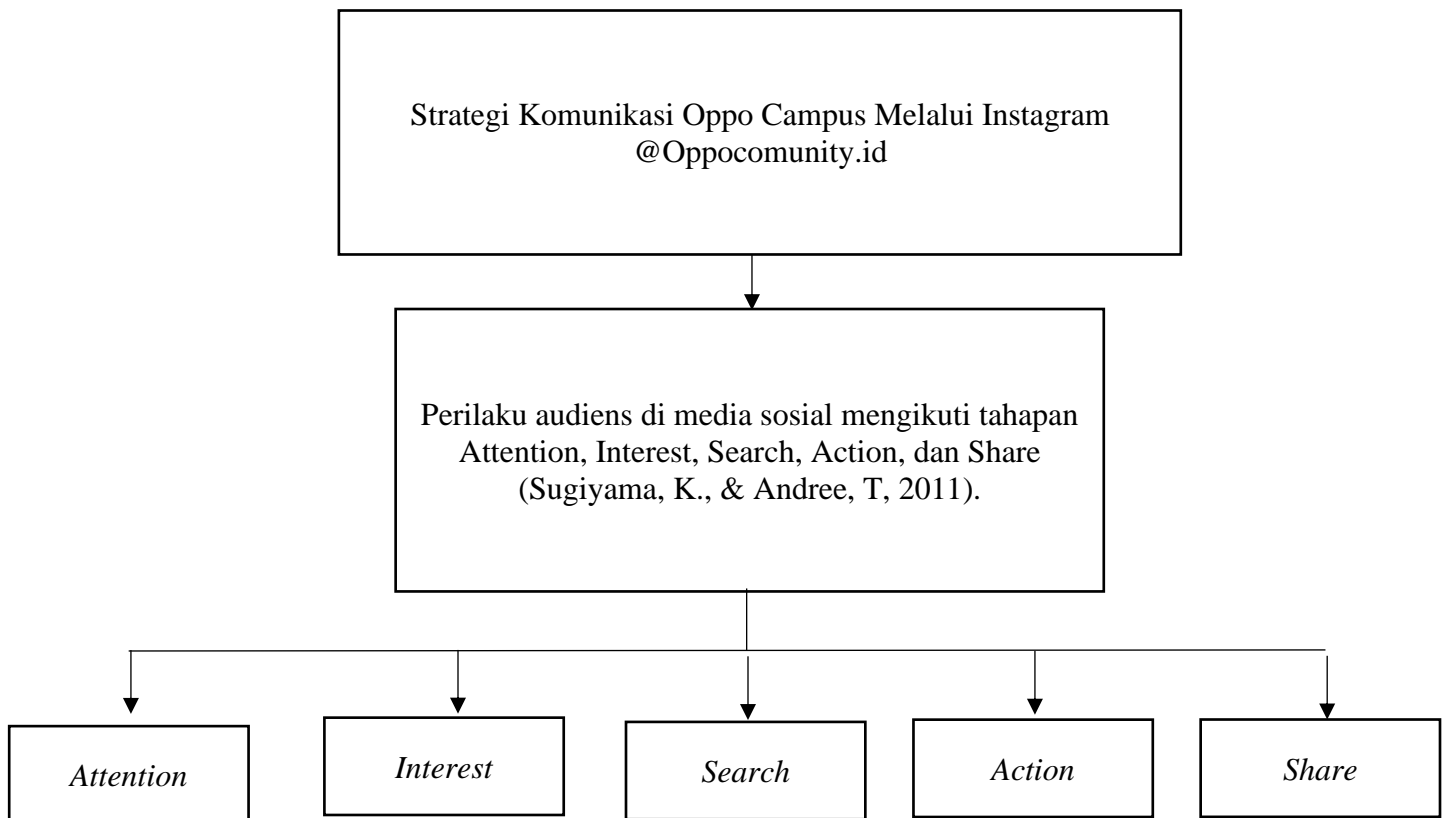 Strategi Komunikasi Oppo Campus Melalui Instagram
@Oppocomunity.id
Perilaku audiens di media sosial mengikuti tahapan
Attention, Interest, Search, Action, dan Share
(Sugiyama, K., & Andree, T, 2011).
Attention
Interest
Search
Action
Share